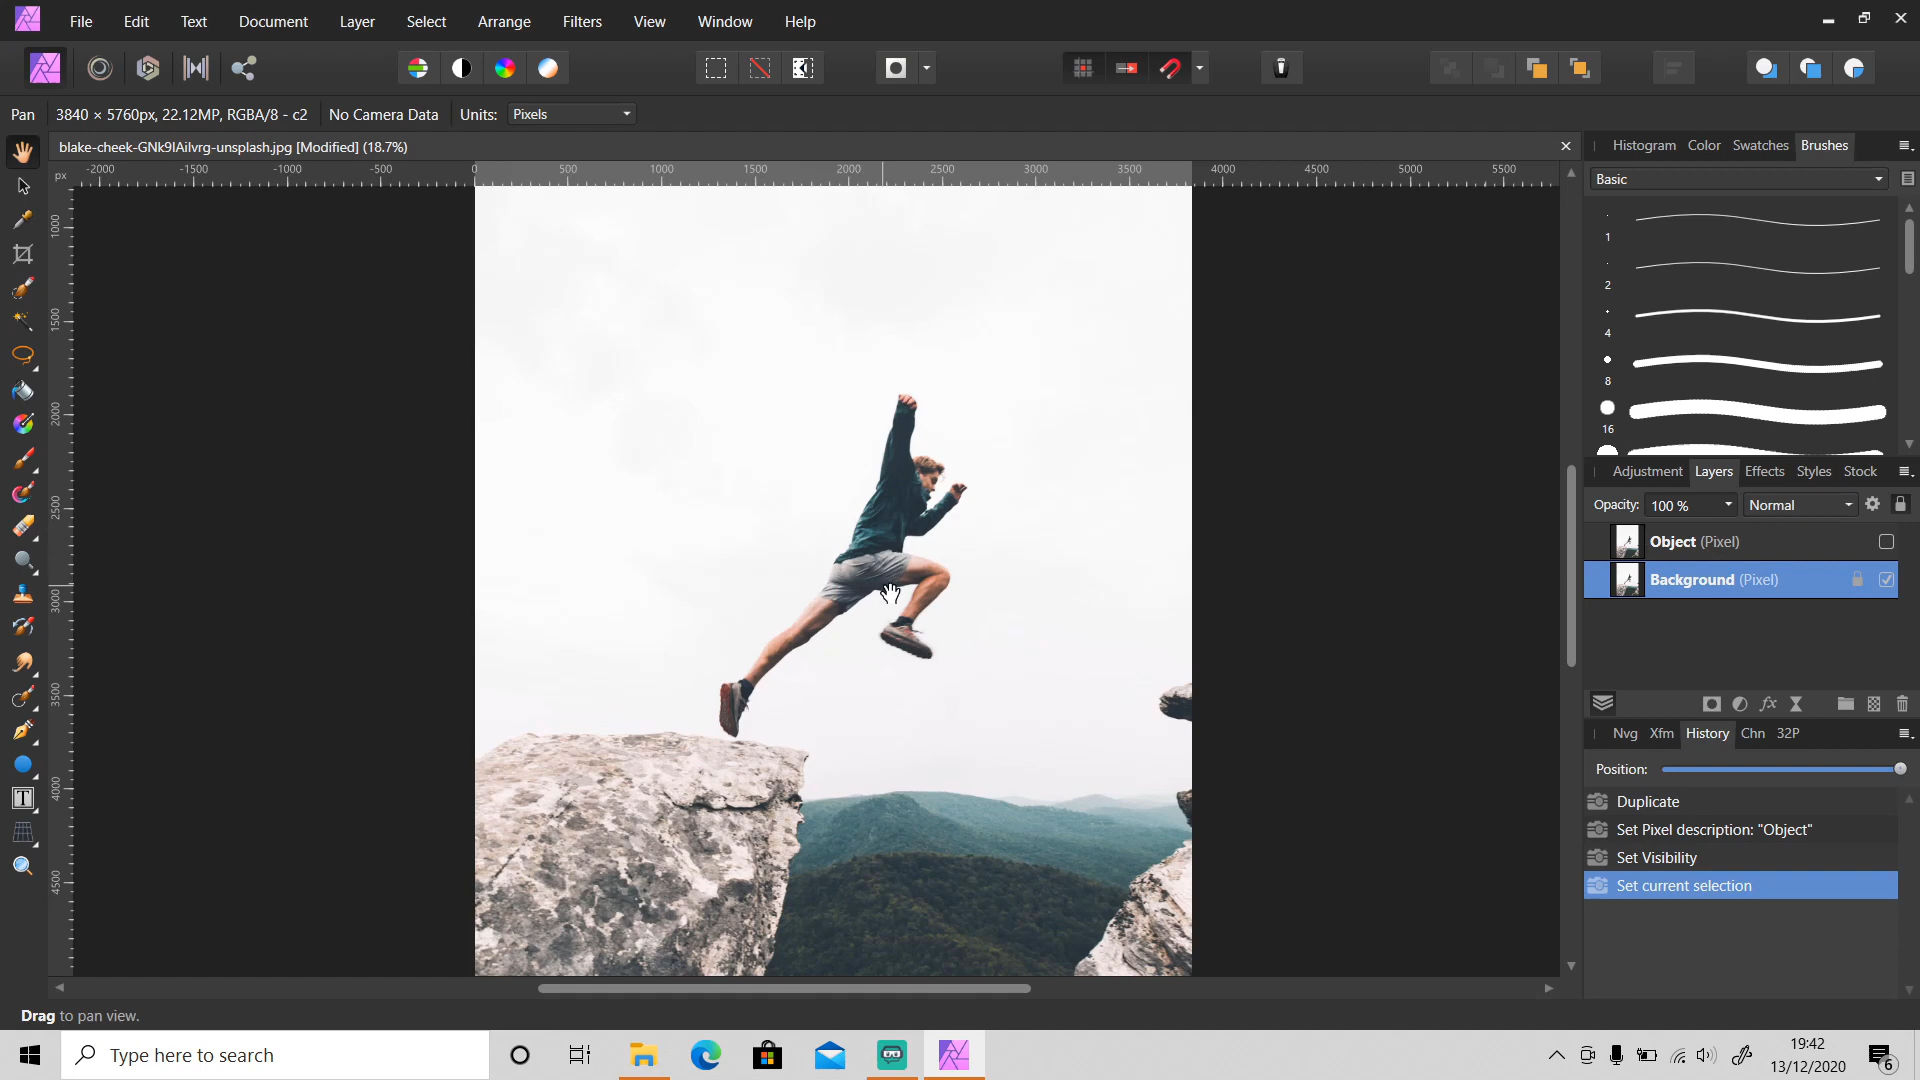 File Edit Text Document Layer Select Arrange Filters View Window Help
Pan 3840 × 5760px, 22.12MP, RGBA/8 - c2 No Camera Data Units: Pixels
blake-cheek-GNk9lAilvrg-unsplash.jpg [Modified] (18.7%)
px -2000 -1500 -1000 -500 0 500 1000 1500 2000 2500 3000 3500 4000 4500 5000 5500
1000
1500
2000
2500
3000
3500
4000
4500
Histogram Color Swatches Brushes
Basic
1
2
4
8
16
Adjustment Layers Effects Styles Stock
Opacity: 100 % Normal
Object (Pixel)
Background (Pixel)
fx
Nvg Xfm History Chn 32P
Position:
Duplicate
Set Pixel description: "Object"
Set Visibility
Set current selection
Drag to pan view.
Type here to search
19:42
13/12/2020
6